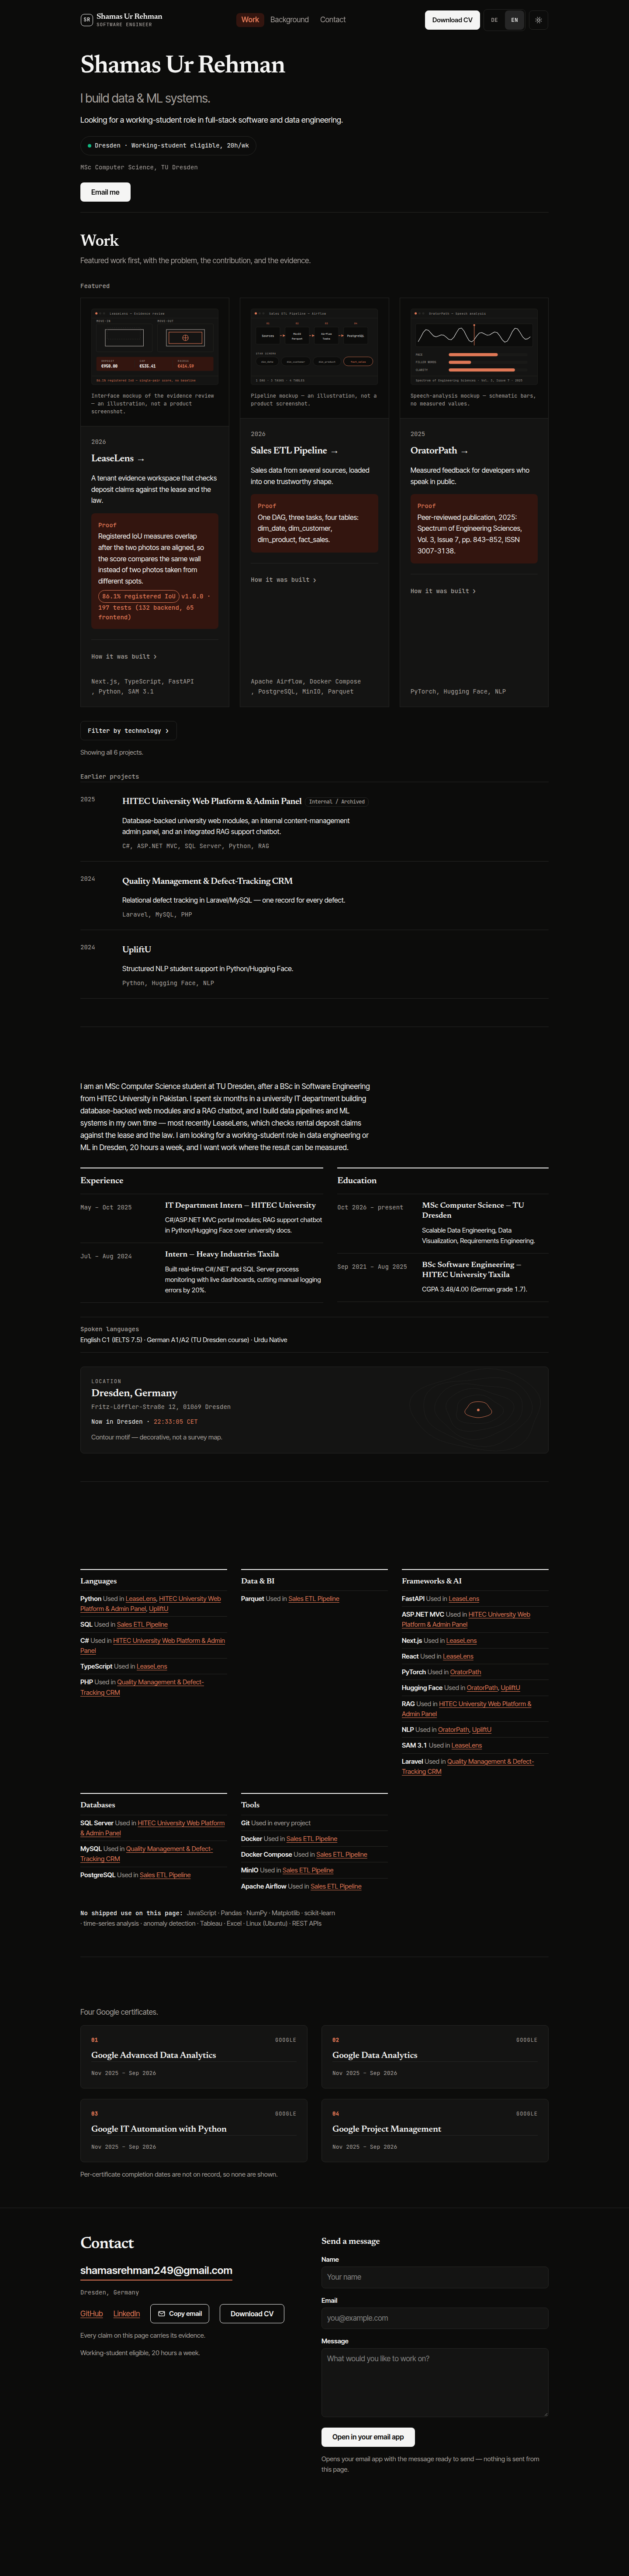 SR
Shamas Ur Rehman
SOFTWARE ENGINEER
Work
Background
Contact
Download CV
DE
EN
Shamas Ur Rehman
I build data & ML systems.
Looking for a working-student role in full-stack software and data engineering.
Dresden · Working-student eligible, 20h/wk
MSc Computer Science, TU Dresden
Email me
Work
Featured work first, with the problem, the contribution, and the evidence.
Featured
Interface mockup of the evidence review
— an illustration, not a product
screenshot.
2026
LeaseLens →
A tenant evidence workspace that checks
deposit claims against the lease and the
law.
Proof
Registered IoU measures overlap
after the two photos are aligned, so
the score compares the same wall
instead of two photos taken from
different spots.
86.1% registered IoU v1.0.0 ·
197 tests (132 backend, 65
frontend)
How it was built ›
Next.js, TypeScript, FastAPI
, Python, SAM 3.1
Sources
PostgreSQL
Pipeline mockup — an illustration, not a
product screenshot.
2026
Sales ETL Pipeline →
Sales data from several sources, loaded
into one trustworthy shape.
Proof
One DAG, three tasks, four tables:
dim_date, dim_customer,
dim_product, fact_sales.
How it was built ›
Apache Airflow, Docker Compose
, PostgreSQL, MinIO, Parquet
Speech-analysis mockup — schematic bars,
no measured values.
2025
OratorPath →
Measured feedback for developers who
speak in public.
Proof
Peer-reviewed publication, 2025:
Spectrum of Engineering Sciences,
Vol. 3, Issue 7, pp. 843–852, ISSN
3007-3138.
How it was built ›
PyTorch, Hugging Face, NLP
Filter by technology ›
Showing all 6 projects.
Earlier projects
2025
HITEC University Web Platform & Admin Panel
Internal / Archived
Database-backed university web modules, an internal content-management
admin panel, and an integrated RAG support chatbot.
C#, ASP.NET MVC, SQL Server, Python, RAG
2024
Quality Management & Defect-Tracking CRM
Relational defect tracking in Laravel/MySQL — one record for every defect.
Laravel, MySQL, PHP
2024
UpliftU
Structured NLP student support in Python/Hugging Face.
Python, Hugging Face, NLP
I am an MSc Computer Science student at TU Dresden, after a BSc in Software Engineering
from HITEC University in Pakistan. I spent six months in a university IT department building
database-backed web modules and a RAG chatbot, and I build data pipelines and ML
systems in my own time — most recently LeaseLens, which checks rental deposit claims
against the lease and the law. I am looking for a working-student role in data engineering or
ML in Dresden, 20 hours a week, and I want work where the result can be measured.
Experience
May – Oct 2025
IT Department Intern — HITEC University
C#/ASP.NET MVC portal modules; RAG support chatbot
in Python/Hugging Face over university docs.
Jul – Aug 2024
Intern — Heavy Industries Taxila
Built real-time C#/.NET and SQL Server process
monitoring with live dashboards, cutting manual logging
errors by 20%.
Education
Oct 2026 – present
MSc Computer Science — TU
Dresden
Scalable Data Engineering, Data
Visualization, Requirements Engineering.
Sep 2021 – Aug 2025
BSc Software Engineering —
HITEC University Taxila
CGPA 3.48/4.00 (German grade 1.7).
Spoken languages
English C1 (IELTS 7.5) · German A1/A2 (TU Dresden course) · Urdu Native
LOCATION
Dresden, Germany
Fritz-Löffler-Straße 12, 01069 Dresden
Now in Dresden · 22:33:05 CET
Contour motif — decorative, not a survey map.
Languages
Python Used in LeaseLens, HITEC University Web
Platform & Admin Panel, UpliftU
SQL Used in Sales ETL Pipeline
C# Used in HITEC University Web Platform & Admin
Panel
TypeScript Used in LeaseLens
PHP Used in Quality Management & Defect-
Tracking CRM
Data & BI
Parquet Used in Sales ETL Pipeline
Frameworks & AI
FastAPI Used in LeaseLens
ASP.NET MVC Used in HITEC University Web
Platform & Admin Panel
Next.js Used in LeaseLens
React Used in LeaseLens
PyTorch Used in OratorPath
Hugging Face Used in OratorPath, UpliftU
RAG Used in HITEC University Web Platform &
Admin Panel
NLP Used in OratorPath, UpliftU
SAM 3.1 Used in LeaseLens
Laravel Used in Quality Management & Defect-
Tracking CRM
Databases
SQL Server Used in HITEC University Web Platform
& Admin Panel
MySQL Used in Quality Management & Defect-
Tracking CRM
PostgreSQL Used in Sales ETL Pipeline
Tools
Git Used in every project
Docker Used in Sales ETL Pipeline
Docker Compose Used in Sales ETL Pipeline
MinIO Used in Sales ETL Pipeline
Apache Airflow Used in Sales ETL Pipeline
No shipped use on this page: JavaScript · Pandas · NumPy · Matplotlib · scikit-learn
· time-series analysis · anomaly detection · Tableau · Excel · Linux (Ubuntu) · REST APIs
Four Google certificates.
01
GOOGLE
Google Advanced Data Analytics
Nov 2025 – Sep 2026
02
GOOGLE
Google Data Analytics
Nov 2025 – Sep 2026
03
GOOGLE
Google IT Automation with Python
Nov 2025 – Sep 2026
04
GOOGLE
Google Project Management
Nov 2025 – Sep 2026
Per-certificate completion dates are not on record, so none are shown.
Contact
shamasrehman249@gmail.com
Dresden, Germany
GitHub
LinkedIn
Copy email
Download CV
Every claim on this page carries its evidence.
Working-student eligible, 20 hours a week.
Send a message
Name
Your name
Email
you@example.com
Message
What would you like to work on?
Open in your email app
Opens your email app with the message ready to send — nothing is sent from
this page.